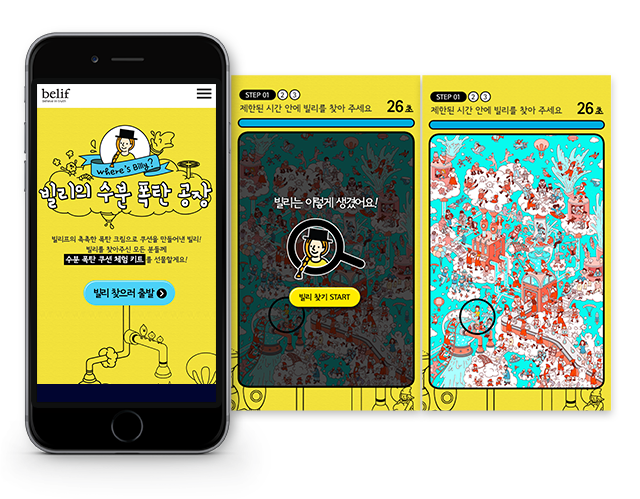 belif
believe in truth
where's Billy?
빌리의 수분 폭탄 공장
빌리프의 촉촉한 폭탄 크림으로 쿠션을 만들어낸 빌리!
빌리를 찾아주신 모든 분들께
수분 폭탄 쿠션 체험 키트를 선물할게요!
빌리 찾으러 출발
STEP 01 2 3
제한된 시간 안에 빌리를 찾아 주세요 26초
빌리는 이렇게 생겼어요!
빌리 찾기 START
STEP 01 2 3
제한된 시간 안에 빌리를 찾아 주세요 26초